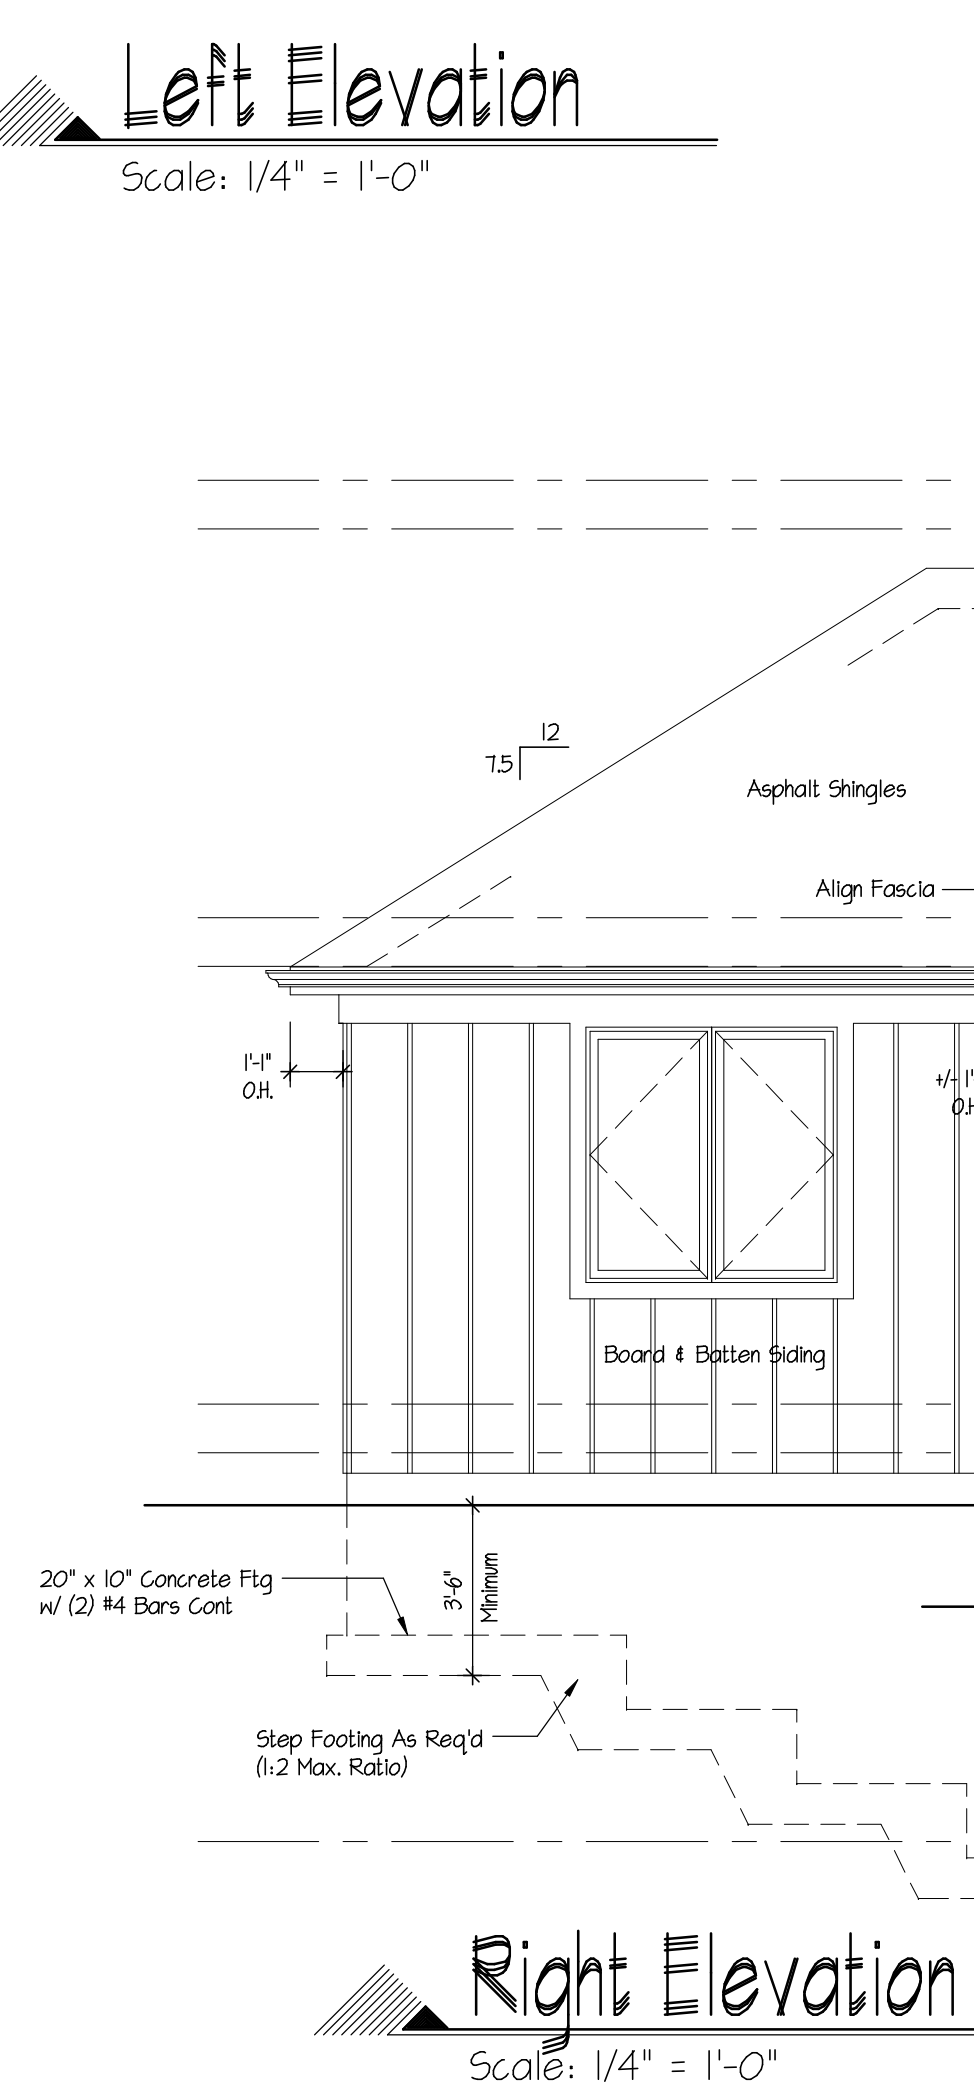 Left Elevation
Scale: 1/4" = 1'-0"
12
7.5
Asphalt Shingles
Align Fascia
1'-1"
O.H.
+/- 1'
O.H
Board & Batten Siding
3'-6"
Minimum
20" x 10" Concrete Ftg
w/ (2) #4 Bars Cont
Step Footing As Req'd
(1:2 Max. Ratio)
Right Elevation
Scale: 1/4" = 1'-0"